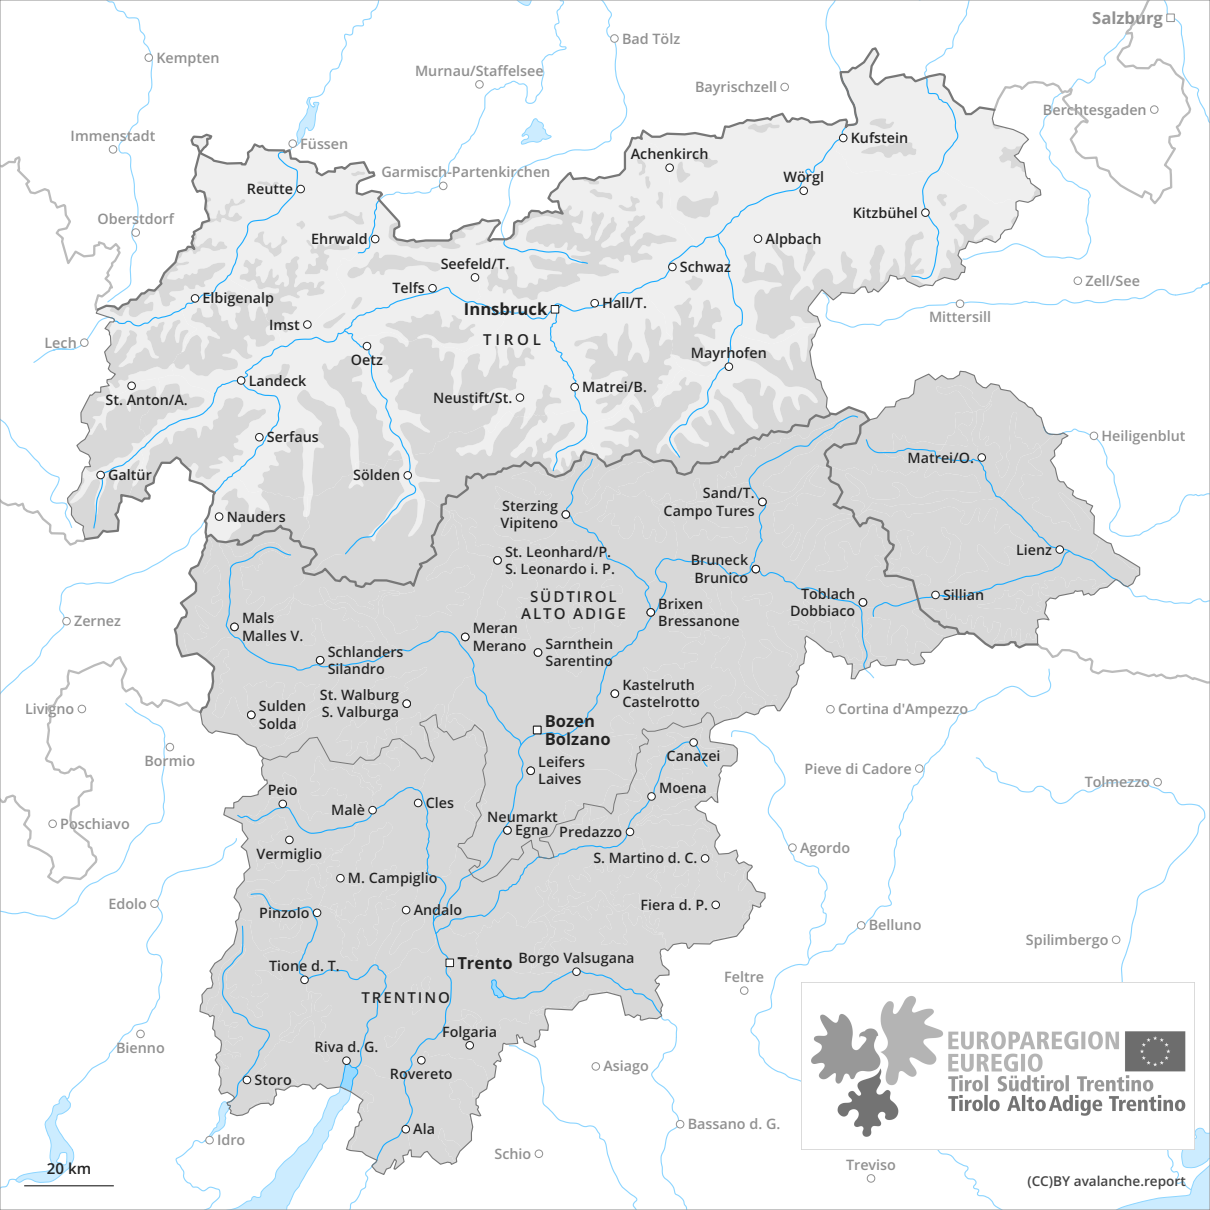 Salzburg
Bad Tölz
Kempten
Murnau/Staffelsee
Bayrischzell
Berchtesgaden
Immenstadt
Kufstein
Füssen
Achenkirch
Garmisch-Partenkirchen
Wörgl
Reutte
Oberstdorf
Kitzbühel
Ehrwald
Alpbach
Seefeld/T.
Schwaz
Zell/See
Telfs
Elbigenalp
Hall/T.
Innsbruck
Mittersill
Imst
TIROL
Lech
Oetz
Mayrhofen
Landeck
Matrei/B.
St. Anton/A.
Neustift/St.
Serfaus
Heiligenblut
Matrei/O.
Galtür
Sölden
Sand/T.
Campo Tures
Sterzing
Vipiteno
Nauders
St. Leonhard/P.
S. Leonardo i. P.
Lienz
Bruneck
Brunico
SÜDTIROL
ALTO ADIGE
Toblach
Dobbiaco
Sillian
Brixen
Bressanone
Zernez
Mals
Malles V.
Meran
Merano
Sarnthein
Sarentino
Schlanders
Silandro
Kastelruth
Castelrotto
St. Walburg
S. Valburga
Livigno
Sulden
Solda
Cortina d'Ampezzo
Bozen
Bolzano
Bormio
Canazei
Leifers
Laives
Pieve di Cadore
Tolmezzo
Peio
Moena
Malè
Cles
Neumarkt
Egna
Predazzo
Poschiavo
Vermiglio
Agordo
S. Martino d. C.
M. Campiglio
Edolo
Pinzolo
Andalo
Fiera d. P.
Belluno
Spilimbergo
Trento
Borgo Valsugana
Tione d. T.
Feltre
TRENTINO
Folgaria
Bienno
Riva d. G.
Rovereto
Asiago
Storo
EUROPAREGION
EUREGIO
Tirol Südtirol Trentino
Tirolo Alto Adige Trentino
Idro
Ala
Bassano d. G.
Schio
Treviso
20 km
(CC)BY avalanche.report